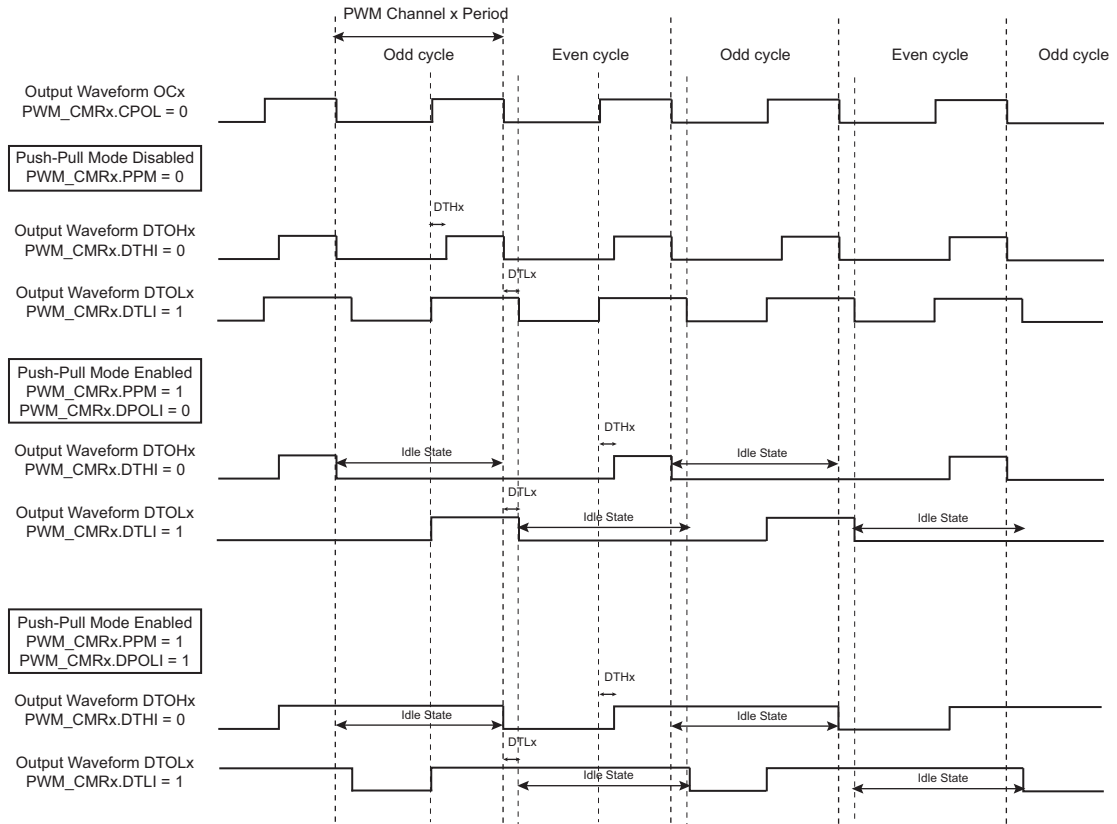 PWM Channel x Period
Odd cycle
Even cycle
Odd cycle
Even cycle
Odd cycle
Output Waveform OCx
PWM_CMRx.CPOL = 0
Push-Pull Mode Disabled
PWM_CMRx.PPM = 0
DTHx
Output Waveform DTOHx
PWM_CMRx.DTHI = 0
DTLx
Output Waveform DTOLx
PWM_CMRx.DTLI = 1
Push-Pull Mode Enabled
PWM_CMRx.PPM = 1
PWM_CMRx.DPOLI = 0
DTHx
Output Waveform DTOHx
PWM_CMRx.DTHI = 0
Idle State
Idle State
DTLx
Output Waveform DTOLx
PWM_CMRx.DTLI = 1
Idle State
Idle State
Push-Pull Mode Enabled
PWM_CMRx.PPM = 1
PWM_CMRx.DPOLI = 1
DTHx
Output Waveform DTOHx
PWM_CMRx.DTHI = 0
Idle State
Idle State
DTLx
Output Waveform DTOLx
PWM_CMRx.DTLI = 1
Idle State
Idle State